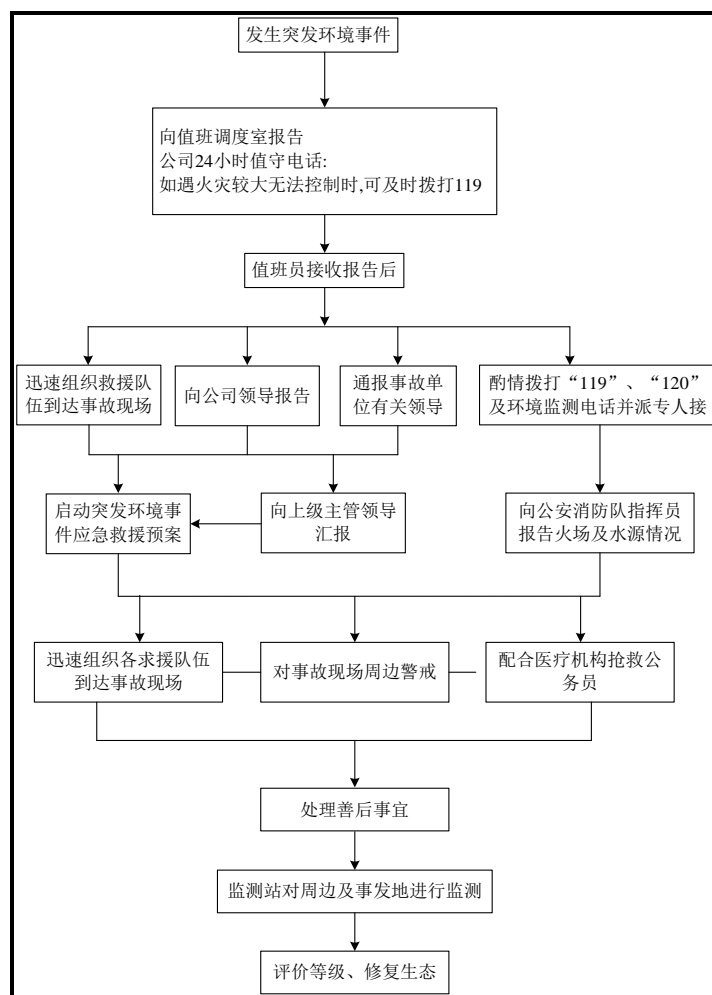 发生突发环境事件
向值班调度室报告
公司24小时值守电话:
如遇火灾较大无法控制时,可及时拨打119
值班员接收报告后
迅速组织救援队
伍到达事故现场
向公司领导报告
通报事故单
位有关领导
酌情拨打“119”、“120”
及环境监测电话并派专人接
启动突发环境事
件应急救援预案
向上级主管领导
汇报
向公安消防队指挥员
报告火场及水源情况
迅速组织各求援队伍
到达事故现场
对事故现场周边警戒
配合医疗机构抢救公
务员
处理善后事宜
监测站对周边及事发地进行监测
评价等级、修复生态